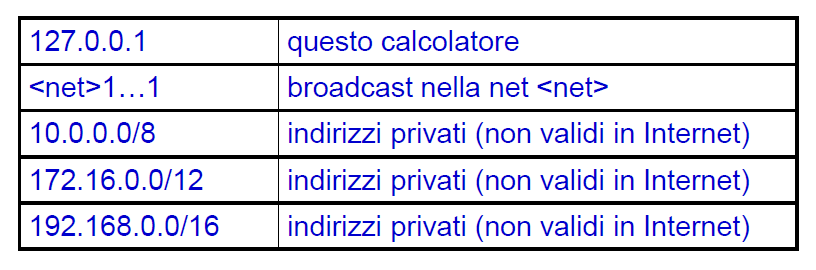 127.0.0.1 questo calcolatore
<net>1…1 broadcast nella net <net>
10.0.0.0/8 indirizzi privati (non validi in Internet)
172.16.0.0/12 indirizzi privati (non validi in Internet)
192.168.0.0/16 indirizzi privati (non validi in Internet)